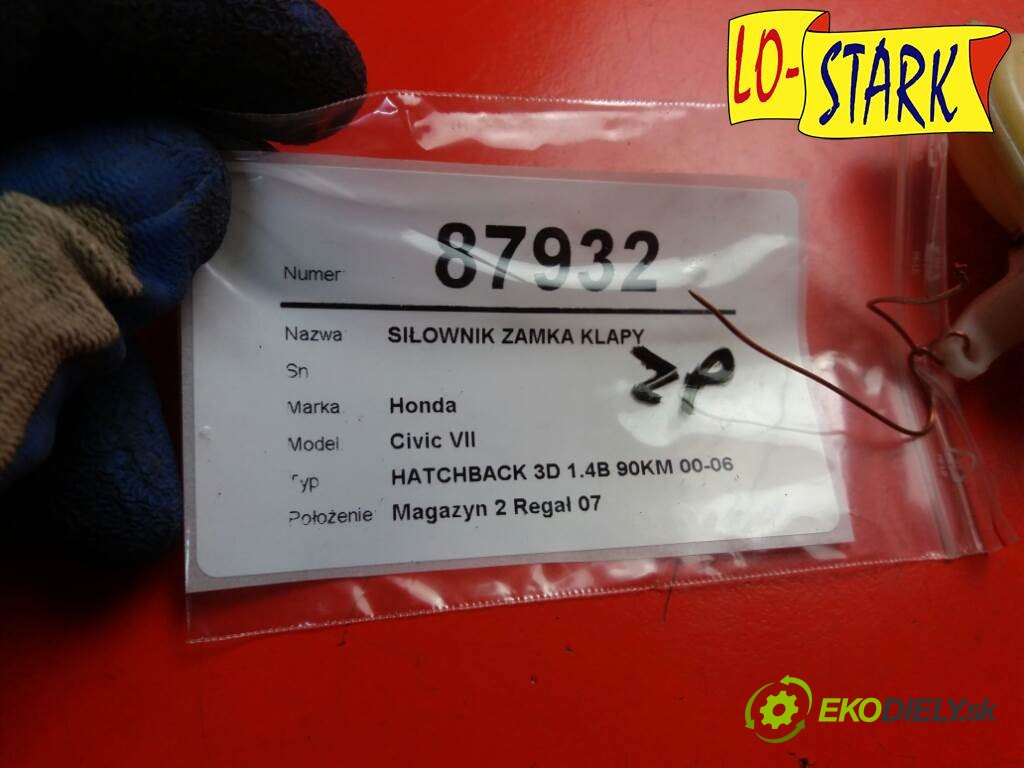 LO-STARK
Numer 87932
Nazwa SIŁOWNIK ZAMKA KLAPY
Sn
Marka Honda
Model Civic VII
Typ HATCHBACK 3D 1.4B 90KM 00-06
Położenie Magazyn 2 Regał 07
EKODIELY.sk